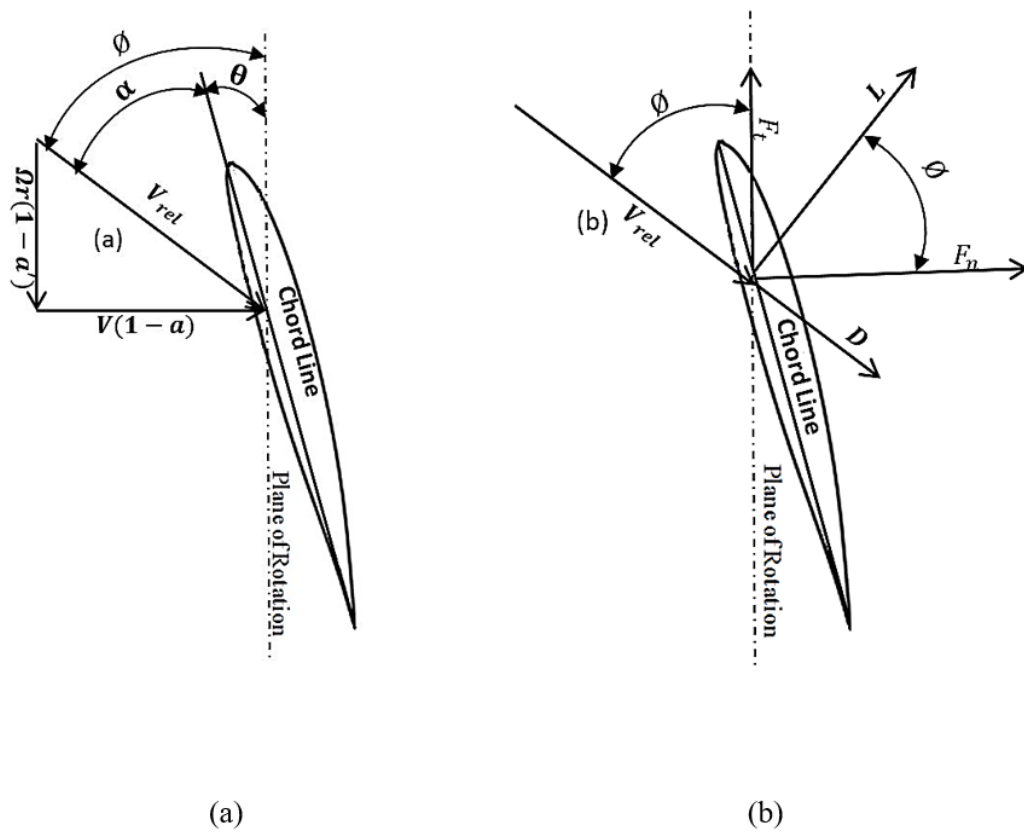 Ø
α
θ
Ωr(1 − a′)
V_rel
(a)
V(1 − a)
Chord Line
Plane of Rotation
Ø
F_t
L
Ø
(b)
V_rel
F_n
D
Chord Line
Plane of Rotation
(a)
(b)